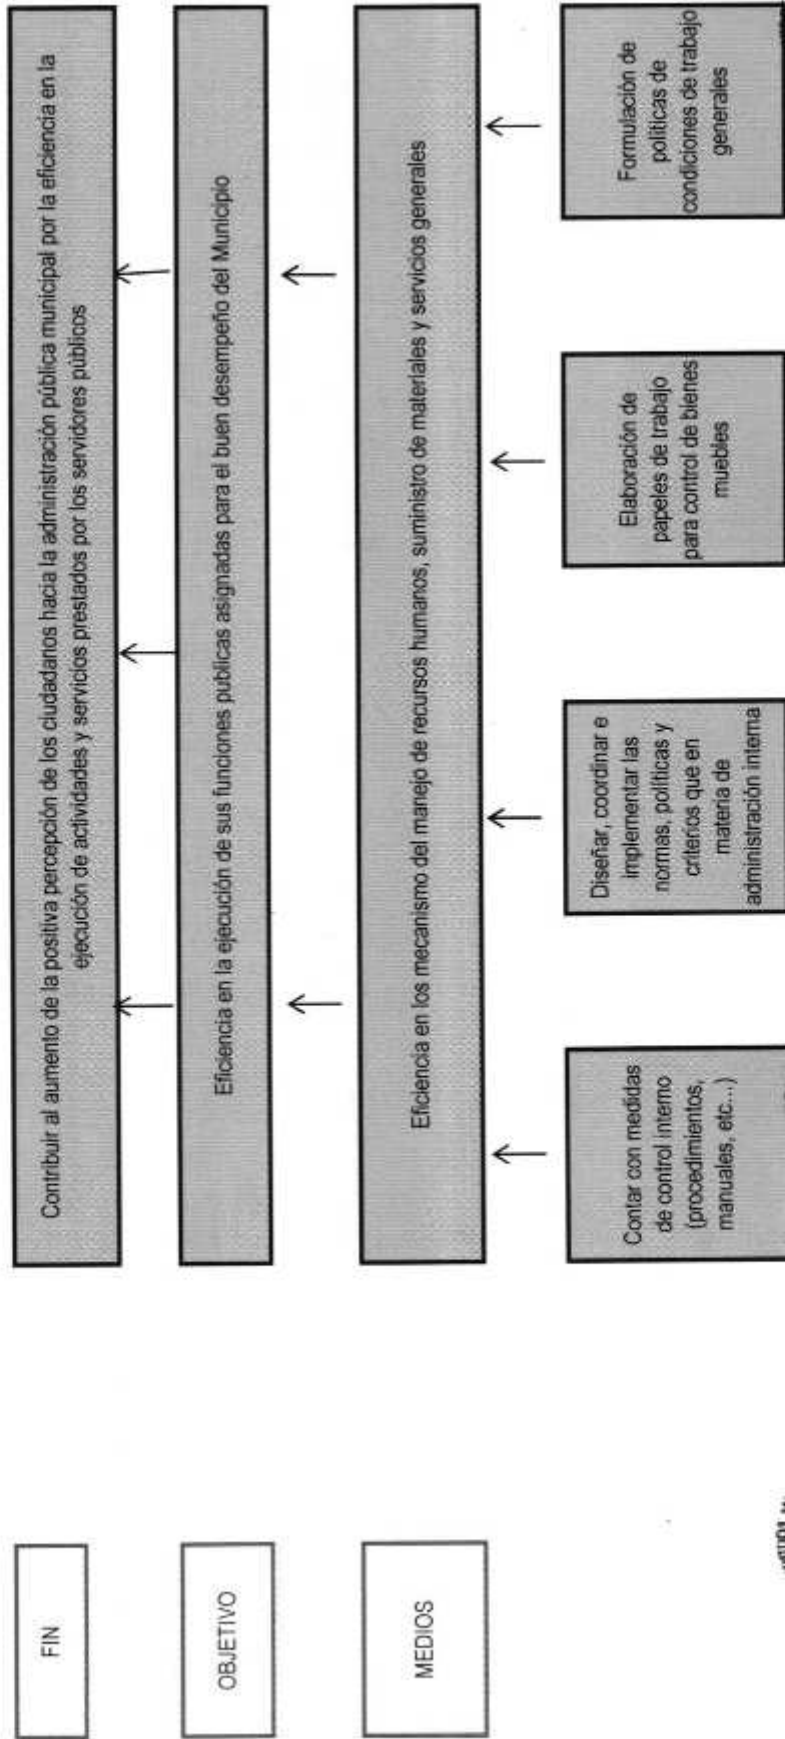 FIN
Contribuir al aumento de la positiva percepción de los ciudadanos hacia la administración pública municipal por la eficiencia en la
ejecución de actividades y servicios prestados por los servidores públicos
OBJETIVO
Eficiencia en la ejecución de sus funciones publicas asignadas para el buen desempeño del Municipio
MEDIOS
Eficiencia en los mecanismo del manejo de recursos humanos, suministro de materiales y servicios generales
Contar con medidas
de control interno
(procedimientos,
manuales, etc...)
Diseñar, coordinar e
implementar las
normas, políticas y
criterios que en
materia de
administración interna
Elaboración de
papeles de trabajo
para control de bienes
muebles
Formulación de
políticas de
condiciones de trabajo
generales